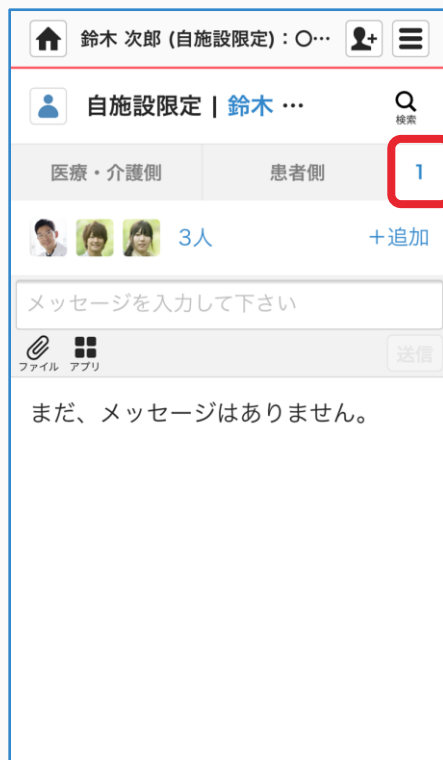 鈴木 次郎 (自施設限定)：〇…
自施設限定 | 鈴木 …
検索
医療・介護側 患者側 1
3人 ＋追加
メッセージを入力して下さい
ファイル アプリ 送信
まだ、メッセージはありません。